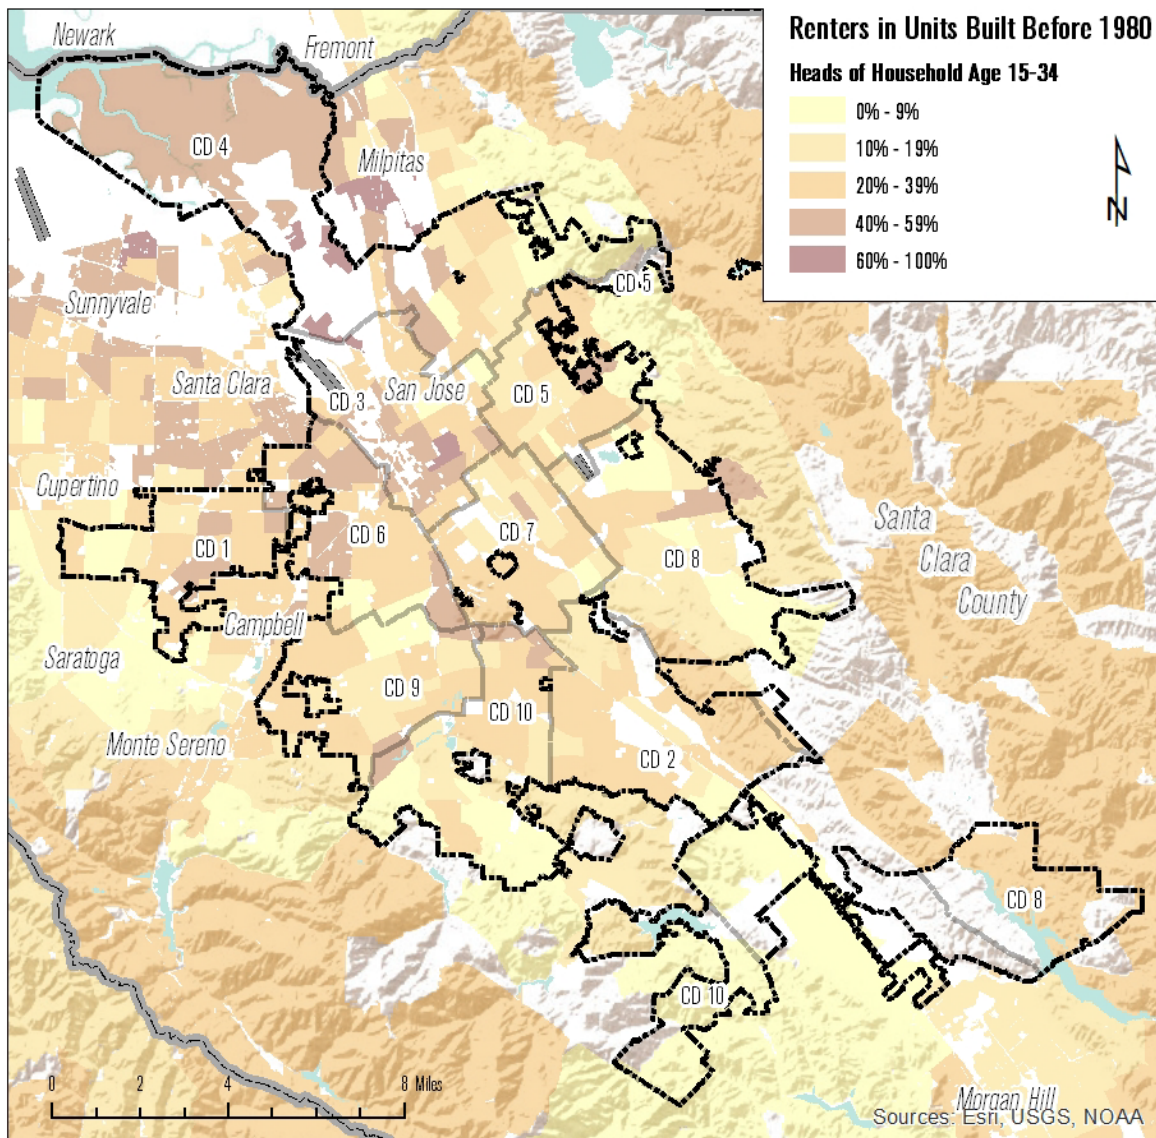 Renters in Units Built Before 1980
Heads of Household Age 15-34
0% - 9%
10% - 19%
20% - 39%
40% - 59%
60% - 100%
N
Newark
Fremont
CD 4
Milpitas
CD 5
Sunnyvale
Santa Clara
CD 3
San Jose
CD 5
Cupertino
CD 1
CD 6
CD 7
CD 8
Santa
Clara
County
Campbell
Saratoga
CD 9
CD 10
Monte Sereno
CD 2
CD 8
CD 10
0 2 4 8 Miles
Morgan Hill
Sources: Esri, USGS, NOAA